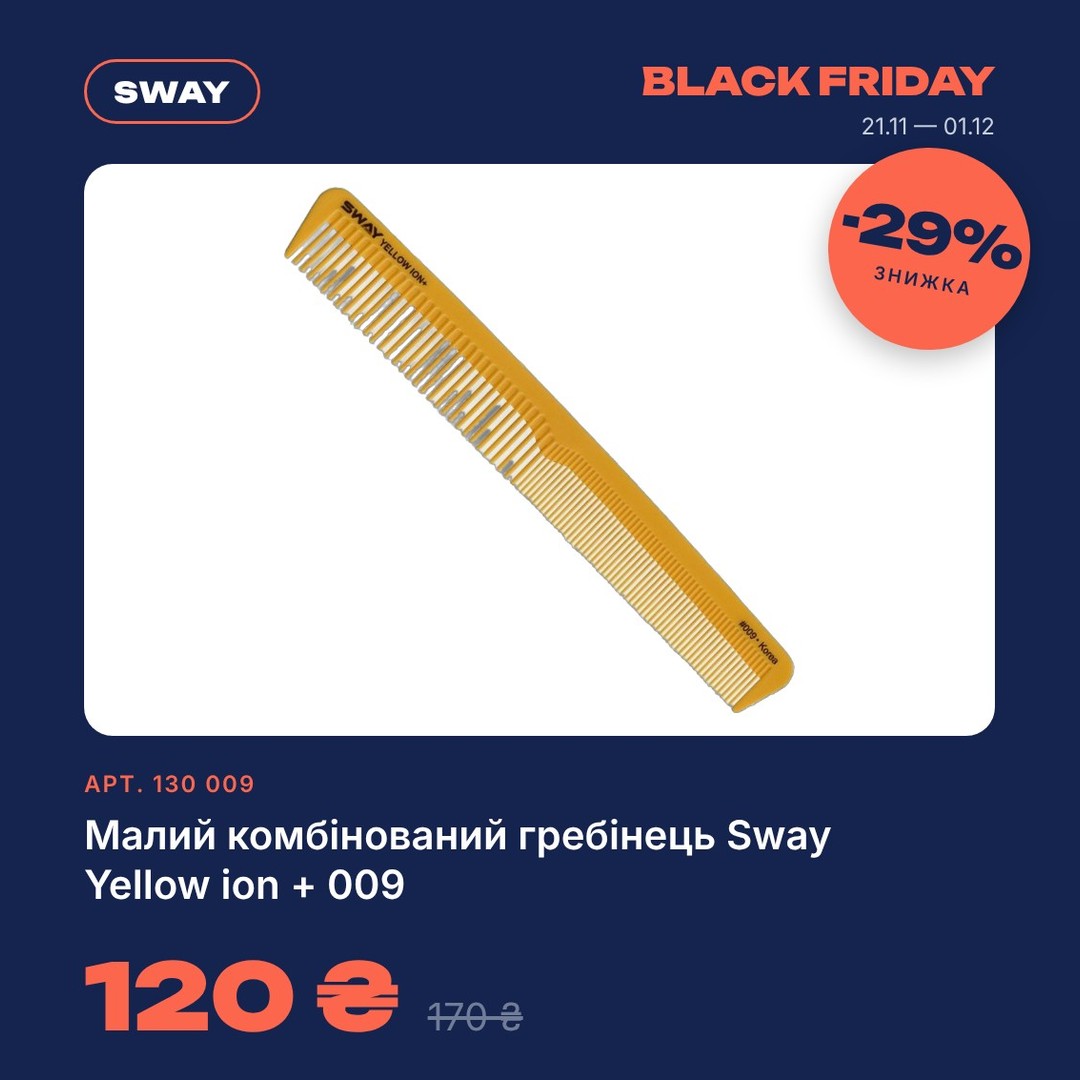 SWAY
BLACK FRIDAY
21.11 — 01.12
-29%
ЗНИЖКА
SWAY YELLOW ION+
#009 • Korea
АРТ. 130 009
Малий комбінований гребінець Sway
Yellow ion + 009
120 ₴ 170 ₴